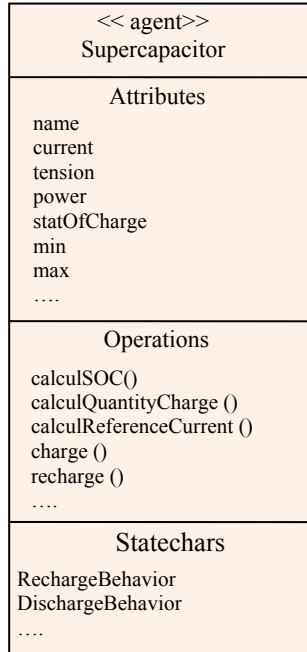 << agent>>
Supercapacitor
Attributes
name
current
tension
power
statOfCharge
min
max
….
Operations
calculSOC()
calculQuantityCharge ()
calculReferenceCurrent ()
charge ()
recharge ()
….
Statechars
RechargeBehavior
DischargeBehavior
….